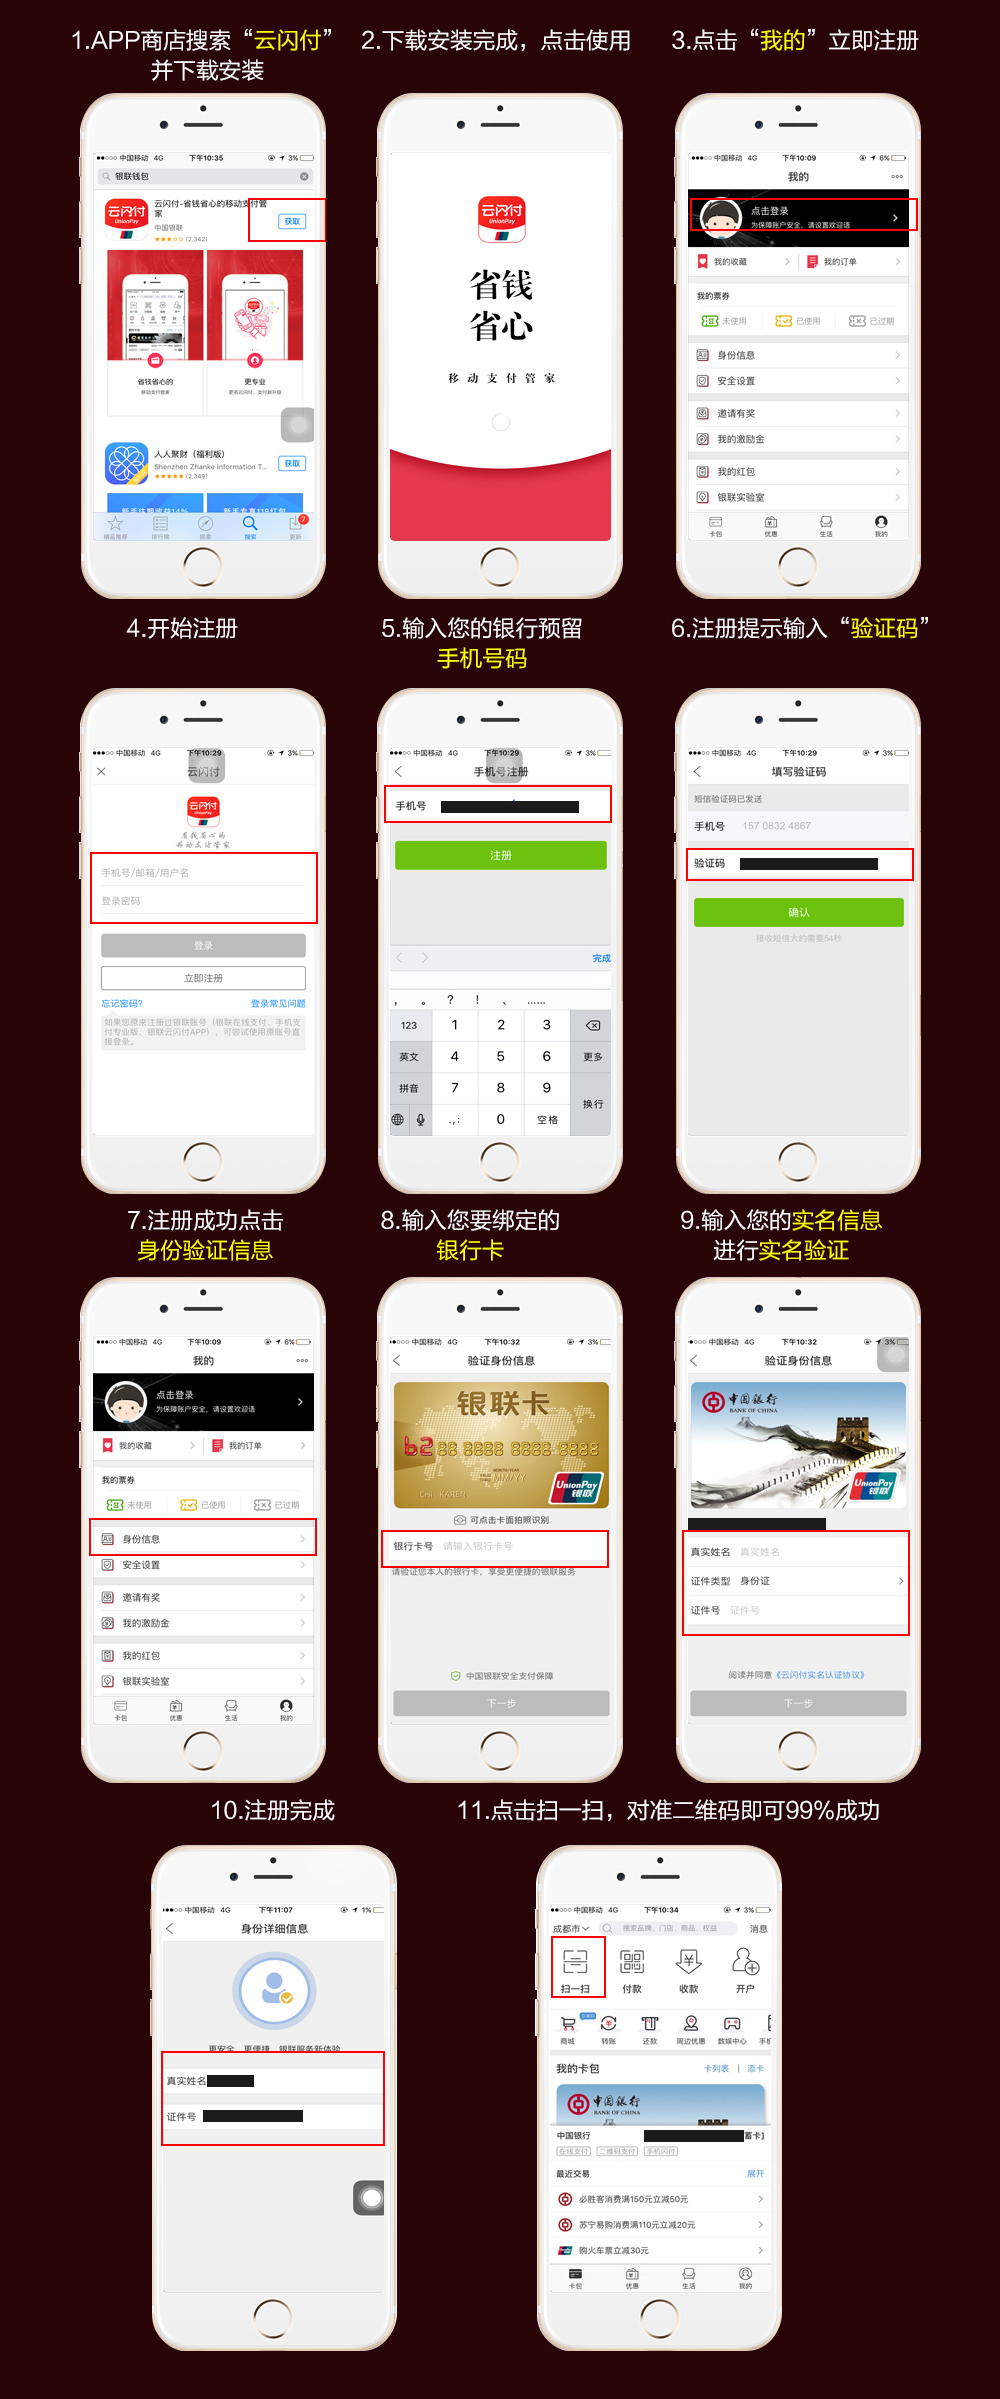 1.APP商店搜索“云闪付”
并下载安装
2.下载安装完成，点击使用
3.点击“我的”立即注册
中国移动 4G 下午10:35 3%
银联钱包
云闪付-省钱省心的移动支付管
家
中国银联
(2,342)
获取
省钱省心的
移动支付管家
更专业
更名云闪付，支付新升级
人人聚财（福利版）
Shenzhen Zhanke Information T...
(2,349)
获取
新手往期收益14%
新手专享118红包
精品推荐
排行榜
探索
搜索
更新
7
云闪付
UnionPay
省钱
省心
移动支付管家
中国移动 4G 下午10:09 6%
我的
点击登录
为保障账户安全，请设置欢迎语
我的收藏
我的订单
我的票券
未使用
已使用
已过期
身份信息
安全设置
邀请有奖
我的激励金
我的红包
银联实验室
卡包
优惠
生活
我的
4.开始注册
5.输入您的银行预留
手机号码
6.注册提示输入“验证码”
中国移动 4G 下午10:29 3%
云闪付
云闪付
省钱省心的
移动支付管家
手机号/邮箱/用户名
登录密码
登录
立即注册
忘记密码?
登录常见问题
如果您原来注册过银联账号（银联在线支付、手机支
付专业版、银联云闪付APP），可尝试使用原账号直
接登录。
中国移动 4G 下午10:29 3%
手机号注册
手机号
注册
完成
， 。 ? ! 、 ......
123 1 2 3
英文 4 5 6 更多
拼音 7 8 9
换行
.,: 0 空格
中国移动 4G 下午10:29 3%
填写验证码
短信验证码已发送
手机号 157 0832 4867
验证码
确认
接收短信大约需要54秒
7.注册成功点击
身份验证信息
8.输入您要绑定的
银行卡
9.输入您的实名信息
进行实名验证
中国移动 4G 下午10:09 6%
我的
点击登录
为保障账户安全，请设置欢迎语
我的收藏
我的订单
我的票券
未使用
已使用
已过期
身份信息
安全设置
邀请有奖
我的激励金
我的红包
银联实验室
卡包
优惠
生活
我的
中国移动 4G 下午10:32 3%
验证身份信息
银联卡
MONTH/YEAR
MM/YY
CHI KAREN
UnionPay
银联
可点击卡面拍照识别
银行卡号 请输入银行卡号
请验证您本人的银行卡，享受更便捷的银联服务
中国银联安全支付保障
下一步
中国移动 4G 下午10:32 3%
验证身份信息
中国银行
BANK OF CHINA
UnionPay
银联
真实姓名 真实姓名
证件类型 身份证
证件号 证件号
阅读并同意《云闪付实名认证协议》
下一步
10.注册完成
11.点击扫一扫，对准二维码即可99%成功
中国移动 4G 下午11:07 1%
身份详细信息
更安全 更便捷 银联服务新体验
真实姓名
证件号
中国移动 4G 下午10:34 3%
成都市
搜索品牌、门店、商品、权益
消息
扫一扫
付款
收款
开户
商城
转账
还款
周边优惠
数娱中心
手机
我的卡包
卡列表 | 添卡
中国银行
BANK OF CHINA
中国银行
蓄卡]
在线支付
二维码支付
手机闪付
最近交易
展开
必胜客消费满150元立减50元
苏宁易购消费满110元立减20元
购火车票立减30元
卡包
优惠
生活
我的